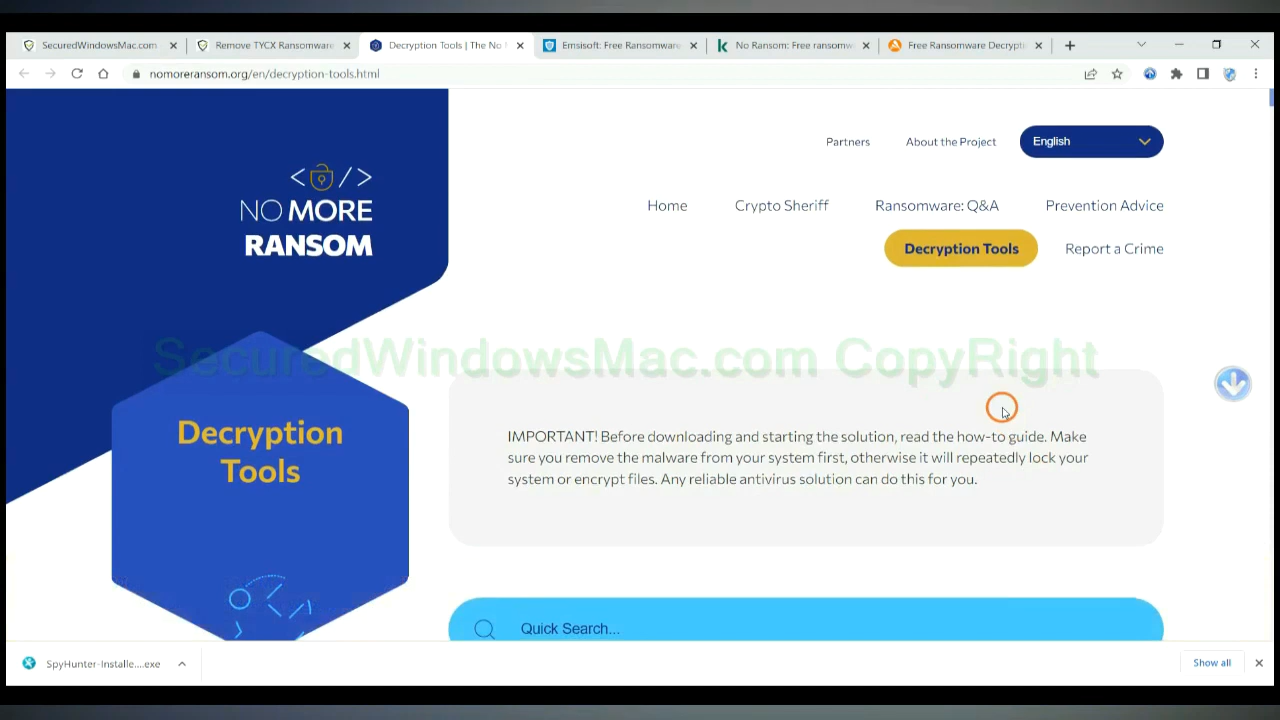 SecuredWindowsMac.com
Remove TYCX Ransomware
Decryption Tools | The No
Emsisoft: Free Ransomware
No Ransom: Free ransomw
Free Ransomware Decrypti
nomoreransom.org/en/decryption-tools.html
Partners
About the Project
English
NO MORE
RANSOM
Home
Crypto Sheriff
Ransomware: Q&A
Prevention Advice
Decryption Tools
Report a Crime
SecuredWindowsMac.com CopyRight
Decryption
Tools
IMPORTANT! Before downloading and starting the solution, read the how-to guide. Make
sure you remove the malware from your system first, otherwise it will repeatedly lock your
system or encrypt files. Any reliable antivirus solution can do this for you.
Quick Search...
SpyHunter-Installe....exe
Show all